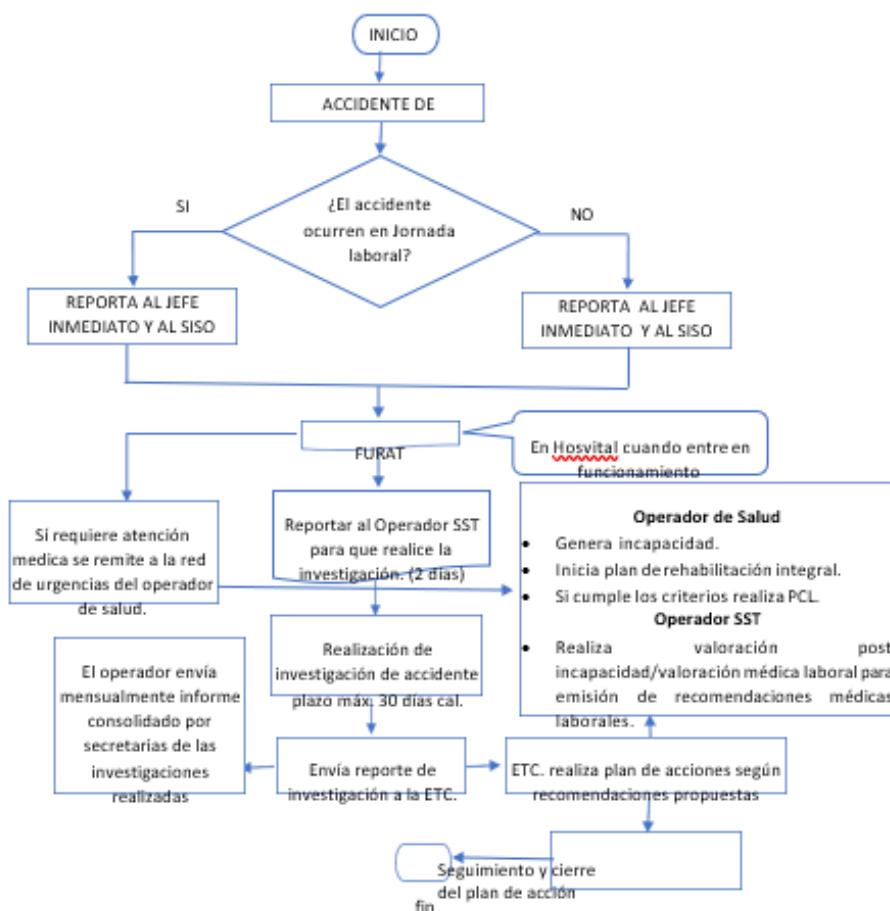 INICIO
ACCIDENTE DE
¿El accidente
ocurren en Jornada
laboral?
SI
NO
REPORTA AL JEFE
INMEDIATO Y AL SISO
REPORTA AL JEFE
INMEDIATO Y AL SISO
FURAT
En Hosvital cuando entre en
funcionamiento
Sí requiere atención
medica se remite a la red
de urgencias del operador
de salud.
Reportar al Operador SST
para que realice la
investigación. (2 días)
Operador de Salud
• Genera incapacidad.
• Inicia plan de rehabilitación integral.
• Si cumple los criterios realiza PCL.
Operador SST
• Realiza valoración post
incapacidad/valoración médica laboral para
emisión de recomendaciones médicas
laborales.
Realización de
investigación de accidente
plazo máx. 30 días cal.
El operador envía
mensualmente informe
consolidado por
secretarias de las
investigaciones
realizadas
Envía reporte de
investigación a la ETC.
ETC. realiza plan de acciones según
recomendaciones propuestas
Seguimiento y cierre
del plan de acción
fin